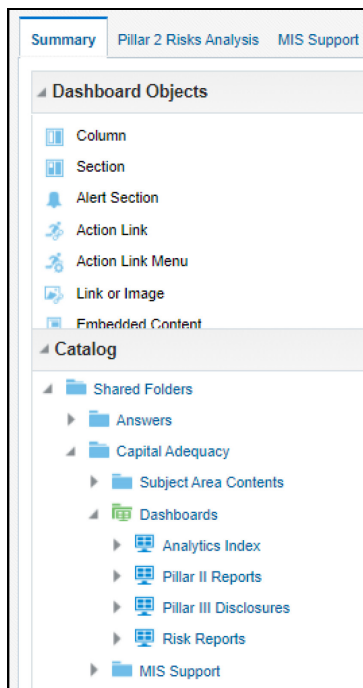 Summary Pillar 2 Risks Analysis MIS Support
Dashboard Objects
Column
Section
Alert Section
Action Link
Action Link Menu
Link or Image
Embedded Content
Catalog
Shared Folders
Answers
Capital Adequacy
Subject Area Contents
Dashboards
Analytics Index
Pillar II Reports
Pillar III Disclosures
Risk Reports
MIS Support